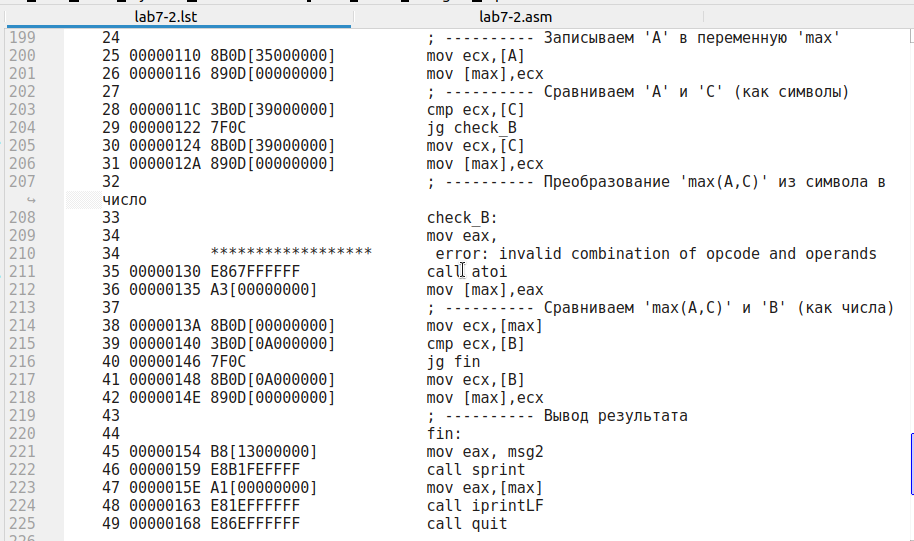 lab7-2.lst lab7-2.asm
199 24 ; ---------- Записываем 'A' в переменную 'max'
200 25 00000110 8B0D[35000000] mov ecx,[A]
201 26 00000116 890D[00000000] mov [max],ecx
202 27 ; ---------- Сравниваем 'A' и 'C' (как символы)
203 28 0000011C 3B0D[39000000] cmp ecx,[C]
204 29 00000122 7F0C jg check_B
205 30 00000124 8B0D[39000000] mov ecx,[C]
206 31 0000012A 890D[00000000] mov [max],ecx
207 32 ; ---------- Преобразование 'max(A,C)' из символа в
↪ число
208 33 check_B:
209 34 mov eax,
210 34 ****************** error: invalid combination of opcode and operands
211 35 00000130 E867FFFFFF call atoi
212 36 00000135 A3[00000000] mov [max],eax
213 37 ; ---------- Сравниваем 'max(A,C)' и 'B' (как числа)
214 38 0000013A 8B0D[00000000] mov ecx,[max]
215 39 00000140 3B0D[0A000000] cmp ecx,[B]
216 40 00000146 7F0C jg fin
217 41 00000148 8B0D[0A000000] mov ecx,[B]
218 42 0000014E 890D[00000000] mov [max],ecx
219 43 ; ---------- Вывод результата
220 44 fin:
221 45 00000154 B8[13000000] mov eax, msg2
222 46 00000159 E8B1FEFFFF call sprint
223 47 0000015E A1[00000000] mov eax,[max]
224 48 00000163 E81EFFFFFF call iprintLF
225 49 00000168 E86EFFFFFF call quit